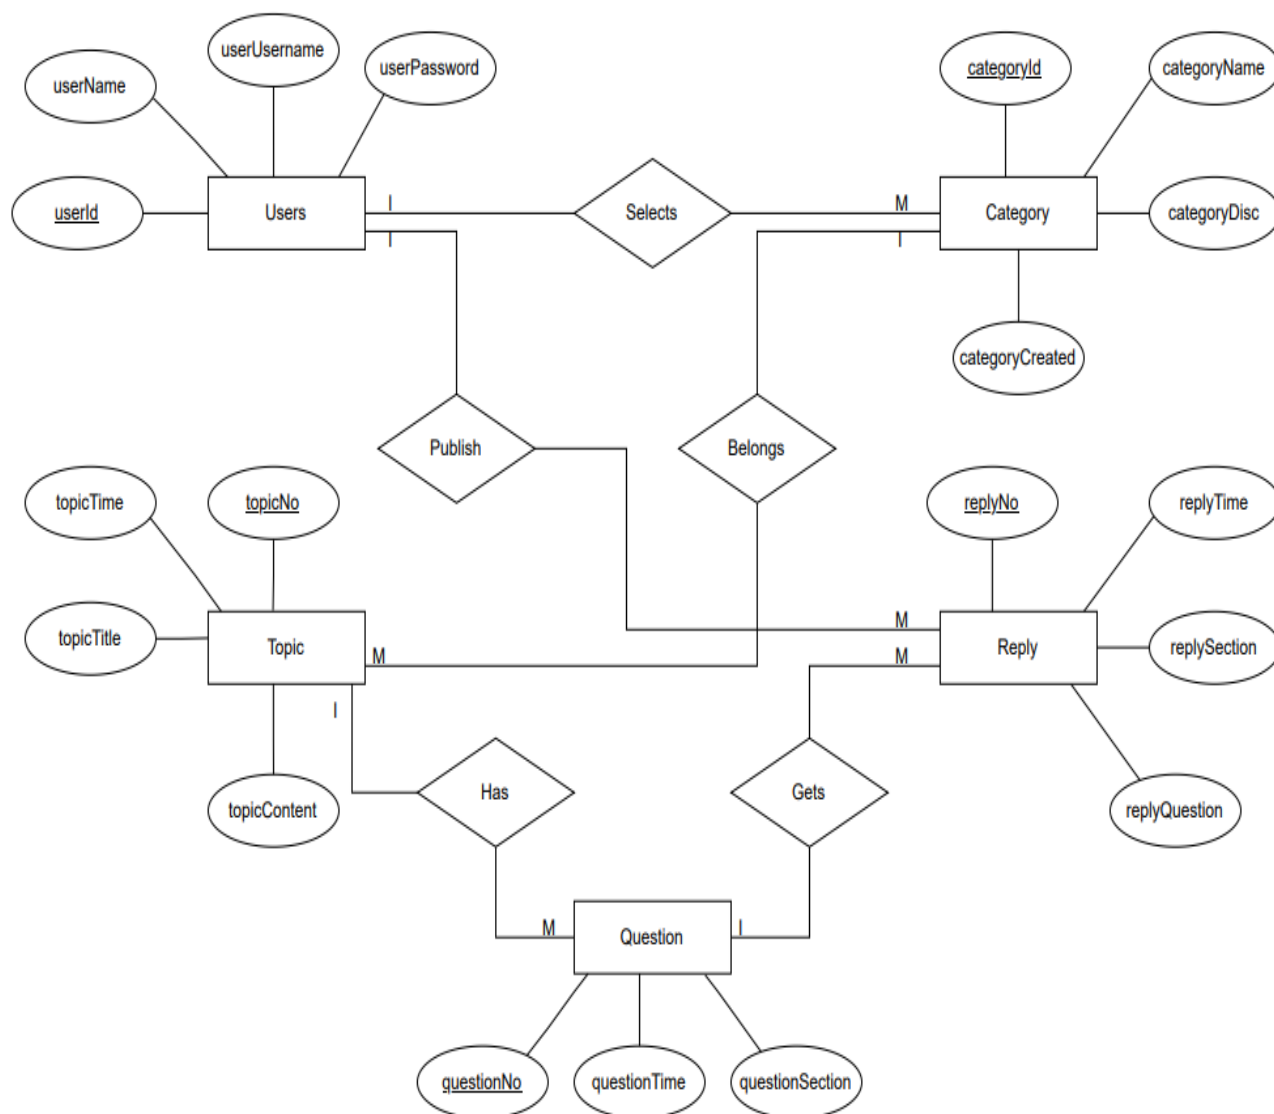 userUsername
userPassword
userName
categoryId
categoryName
userId
Users
I
I
Selects
M
I
Category
categoryDisc
categoryCreated
Publish
Belongs
topicTime
topicNo
replyNo
replyTime
topicTitle
Topic
M
I
M
M
Reply
replySection
topicContent
Has
Gets
replyQuestion
M
Question
I
questionNo
questionTime
questionSection